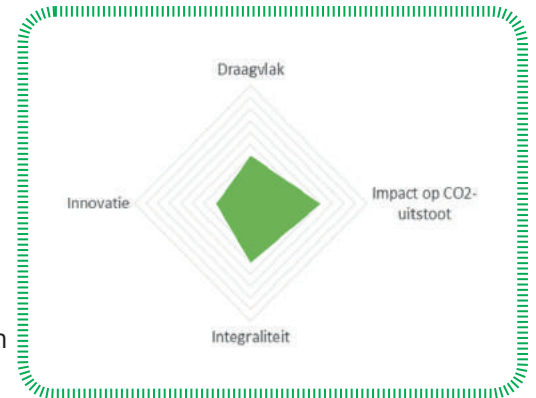 Draagvlak
Innovatie
Impact op CO2-
uitstoot
Integraliteit
n